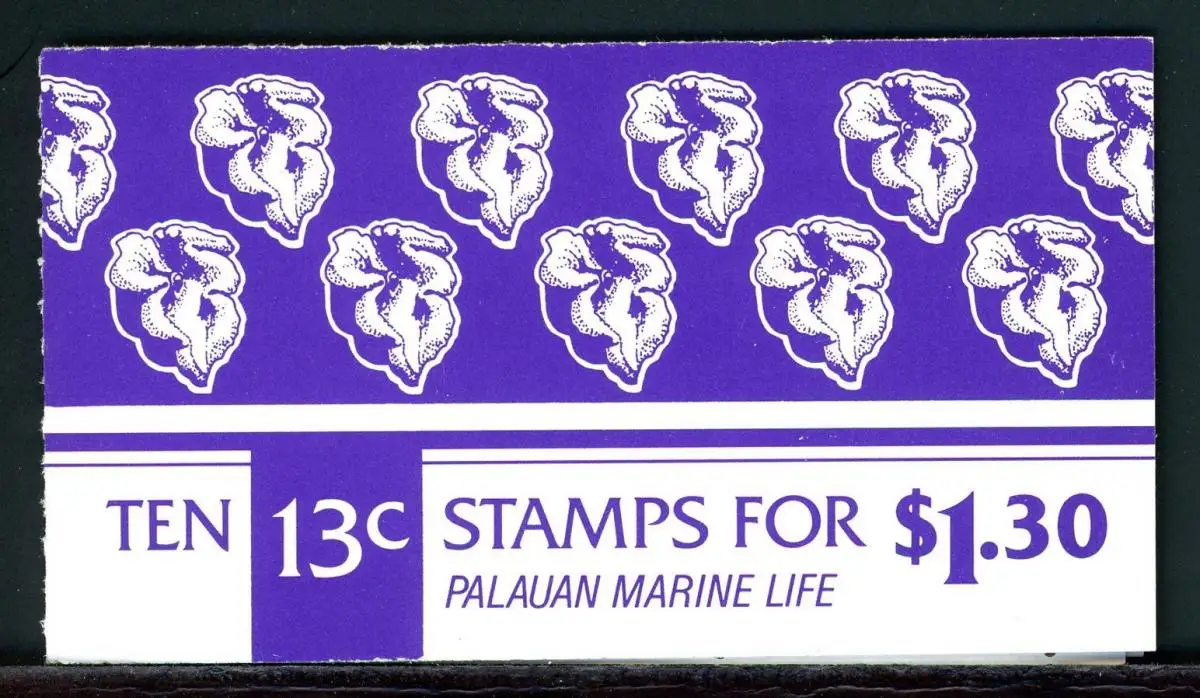 TEN 13c STAMPS FOR $1.30
PALAUAN MARINE LIFE